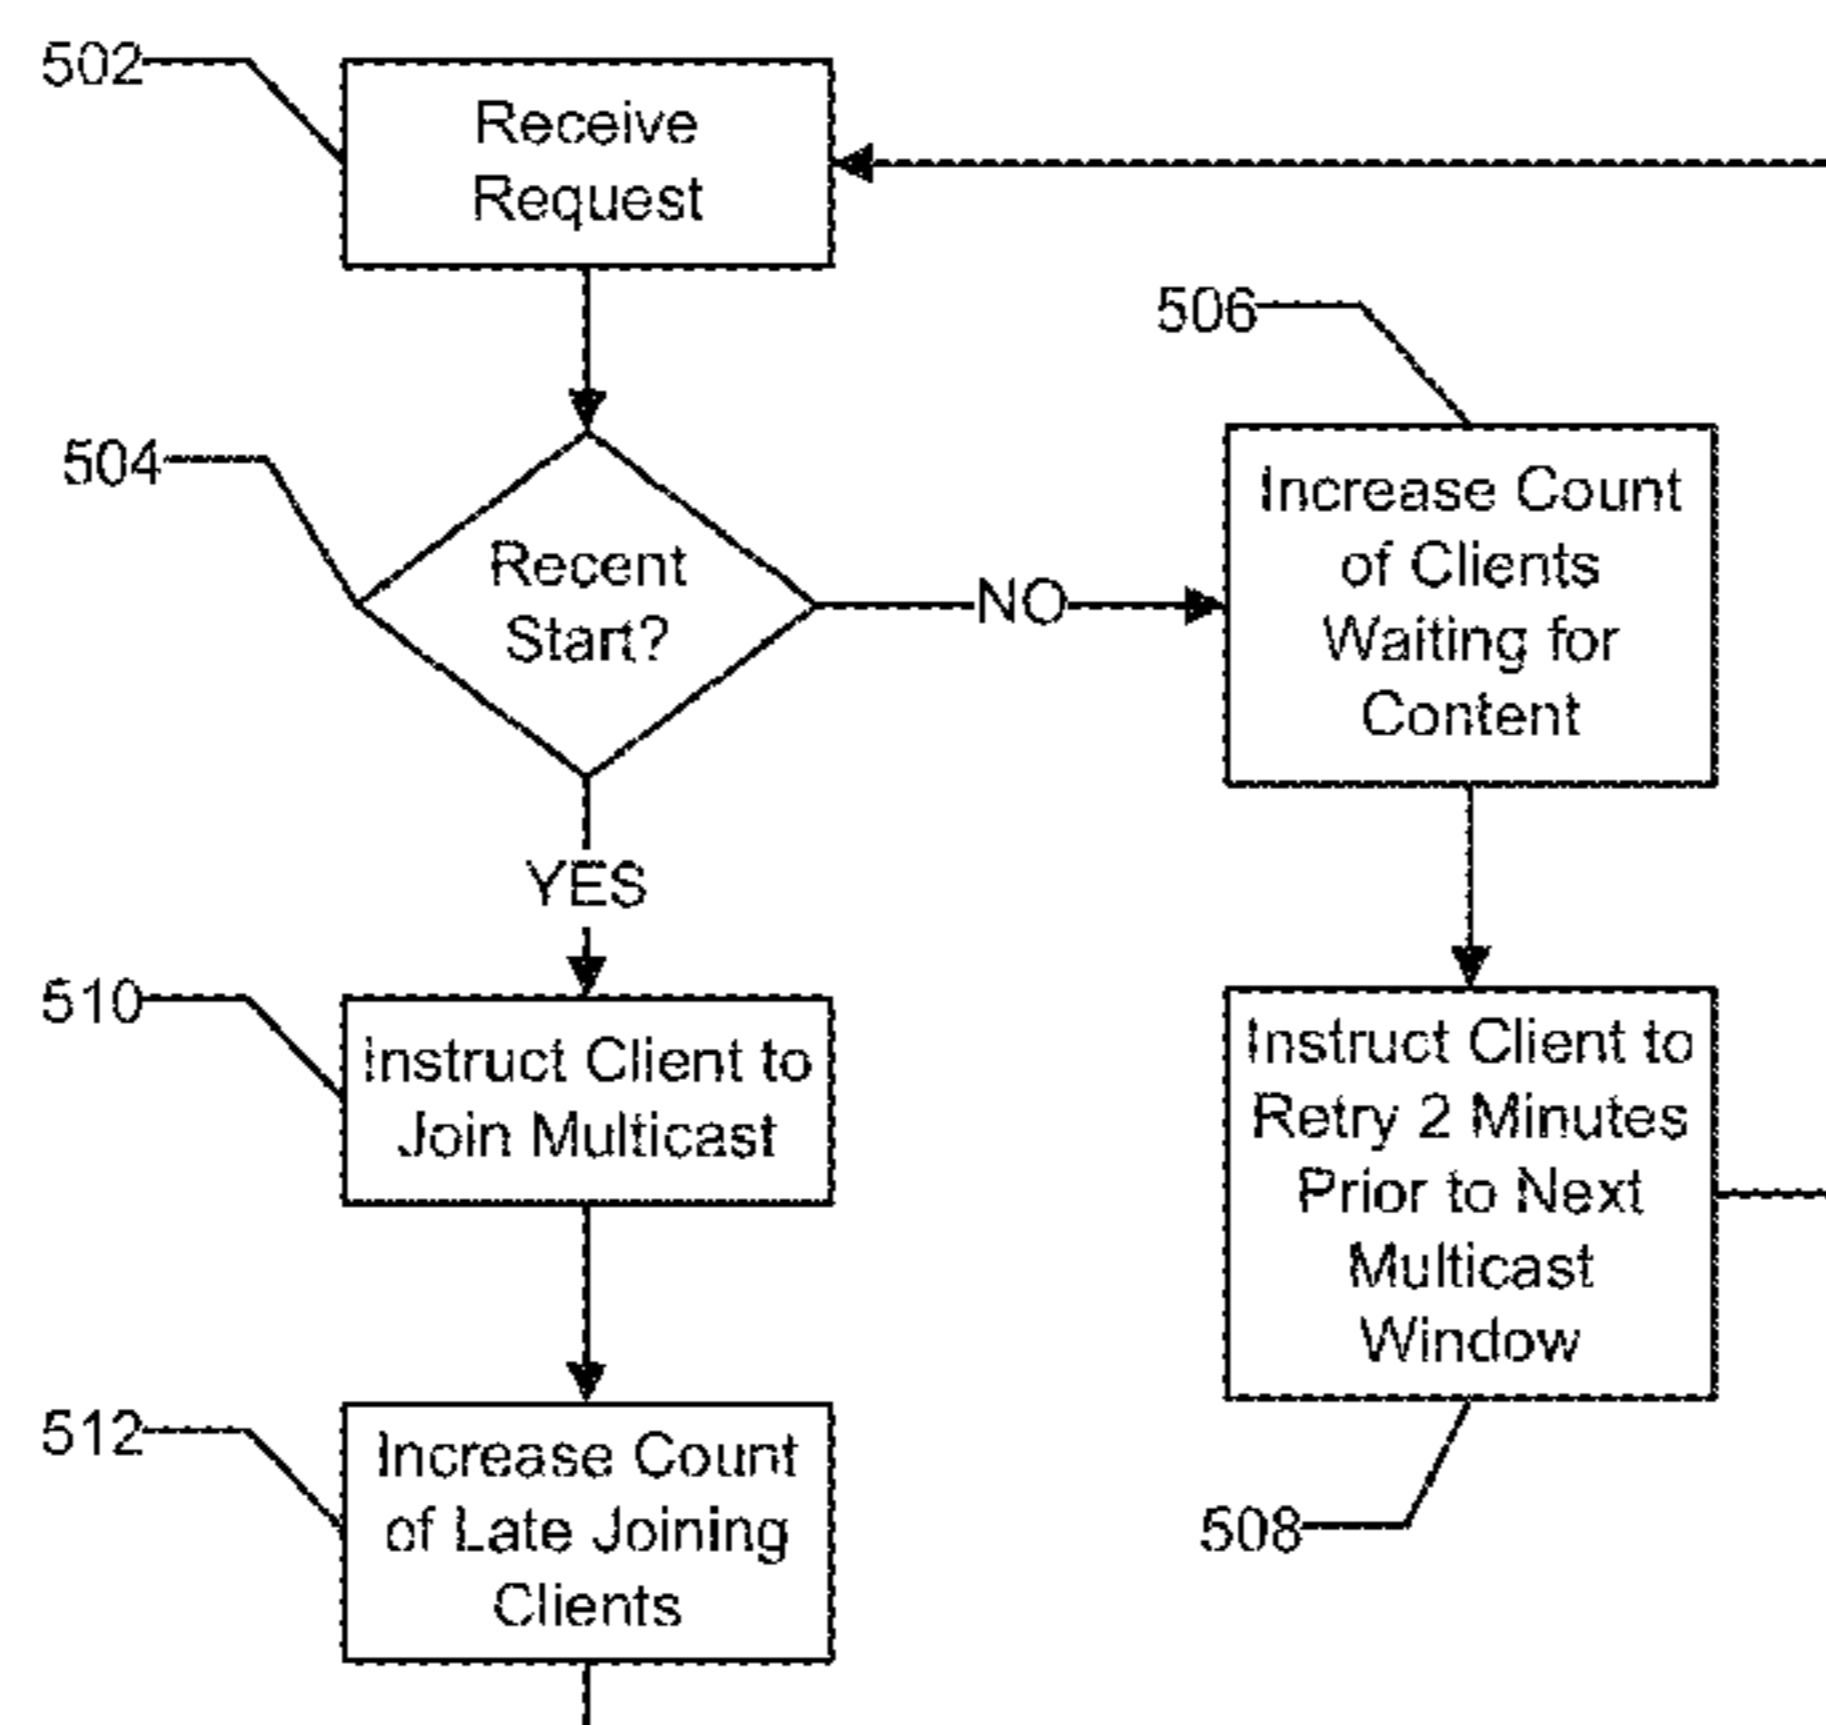 502
Receive
Request
506
504
Recent
Start?
NO
Increase Count
of Clients
Waiting for
Content
YES
510
Instruct Client to
Join Multicast
Instruct Client to
Retry 2 Minutes
Prior to Next
Multicast
Window
512
Increase Count
of Late Joining
Clients
508